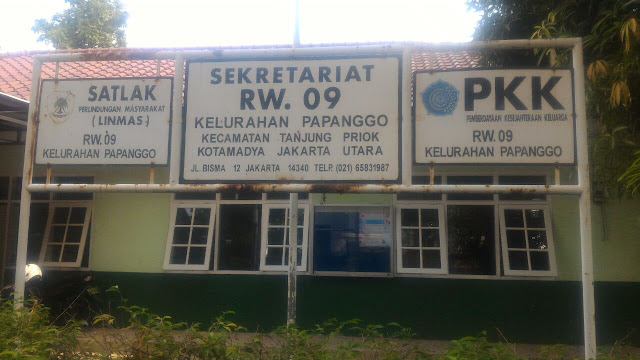 SATLAK
PERLINDUNGAN MASYARAKAT
( LINMAS )
RW. 09
KELURAHAN PAPANGGO
SEKRETARIAT
RW. 09
KELURAHAN PAPANGGO
KECAMATAN TANJUNG PRIOK
KOTAMADYA JAKARTA UTARA
JL. BISMA 12 JAKARTA 14340 TELP. (021) 65831987
PKK
PEMBERDAYAAN KESEJAHTERAAN KELUARGA
RW. 09
KELURAHAN PAPANGGO